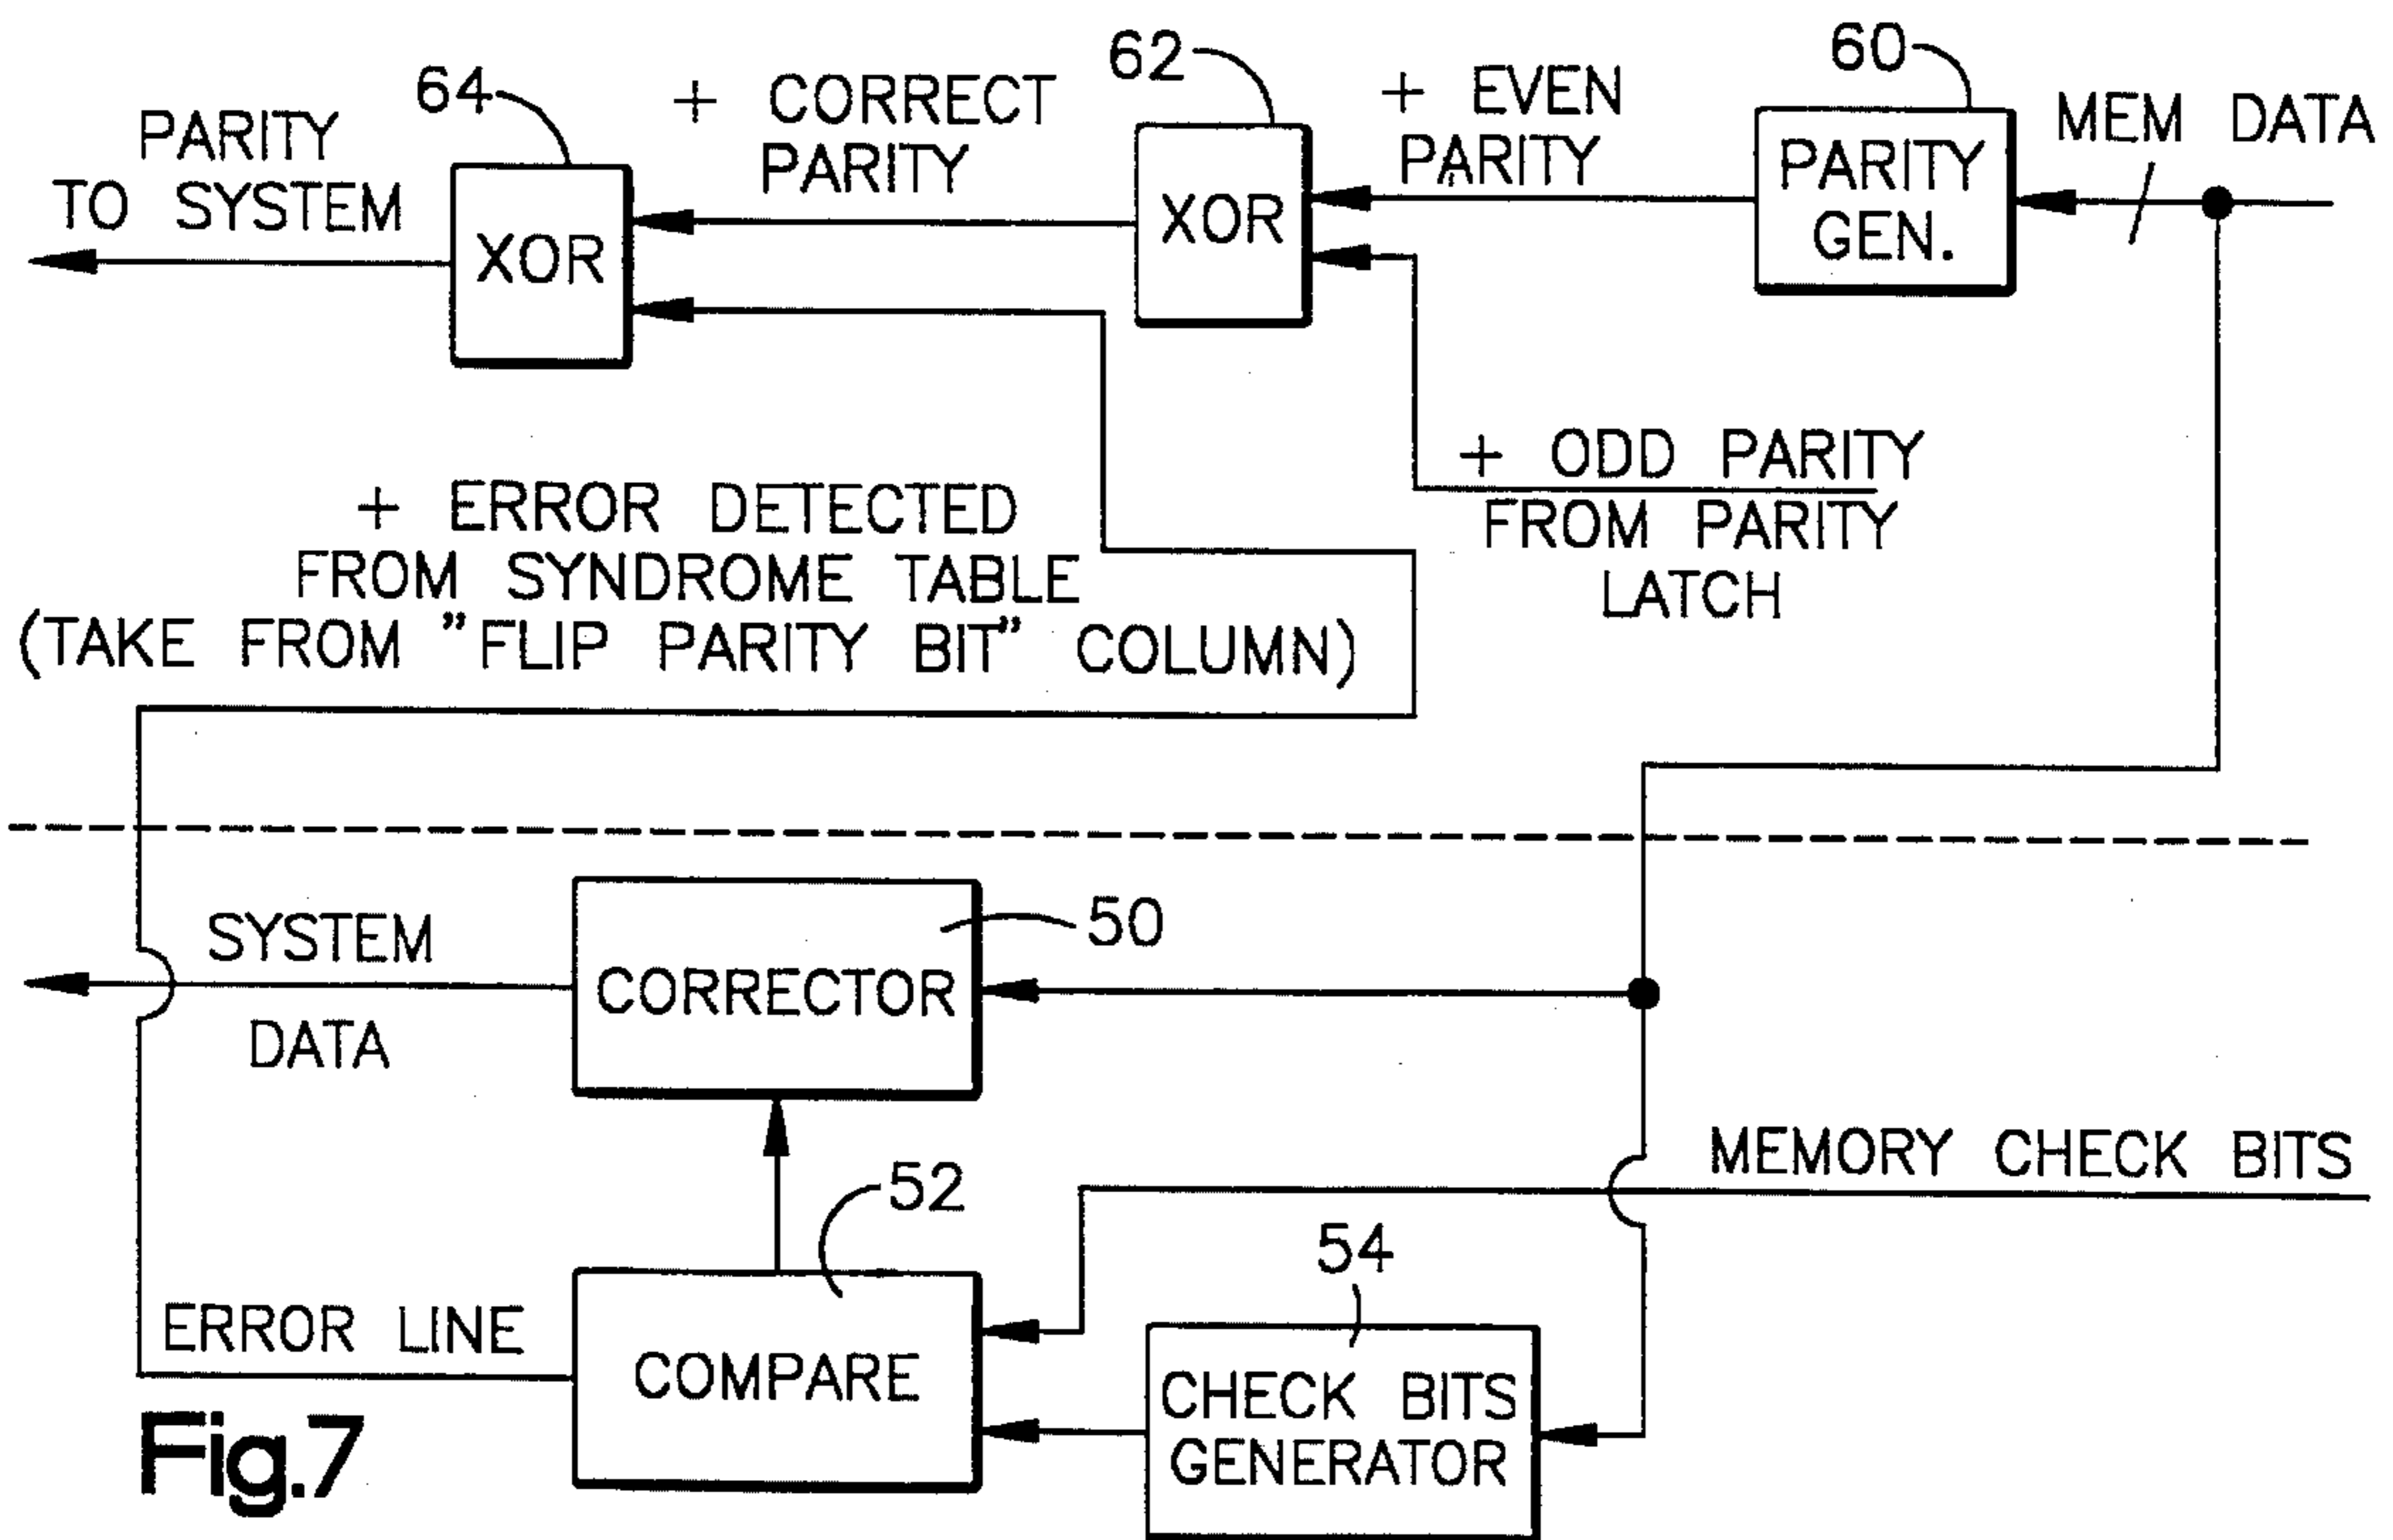 PARITY
TO SYSTEM
64
XOR
+ CORRECT
PARITY
62
XOR
+ EVEN
PARITY
60
PARITY
GEN.
MEM DATA
+ ODD PARITY
FROM PARITY
LATCH
+ ERROR DETECTED
FROM SYNDROME TABLE
(TAKE FROM "FLIP PARITY BIT" COLUMN)
SYSTEM
DATA
CORRECTOR
50
MEMORY CHECK BITS
52
ERROR LINE
COMPARE
54
CHECK BITS
GENERATOR
Fig.7